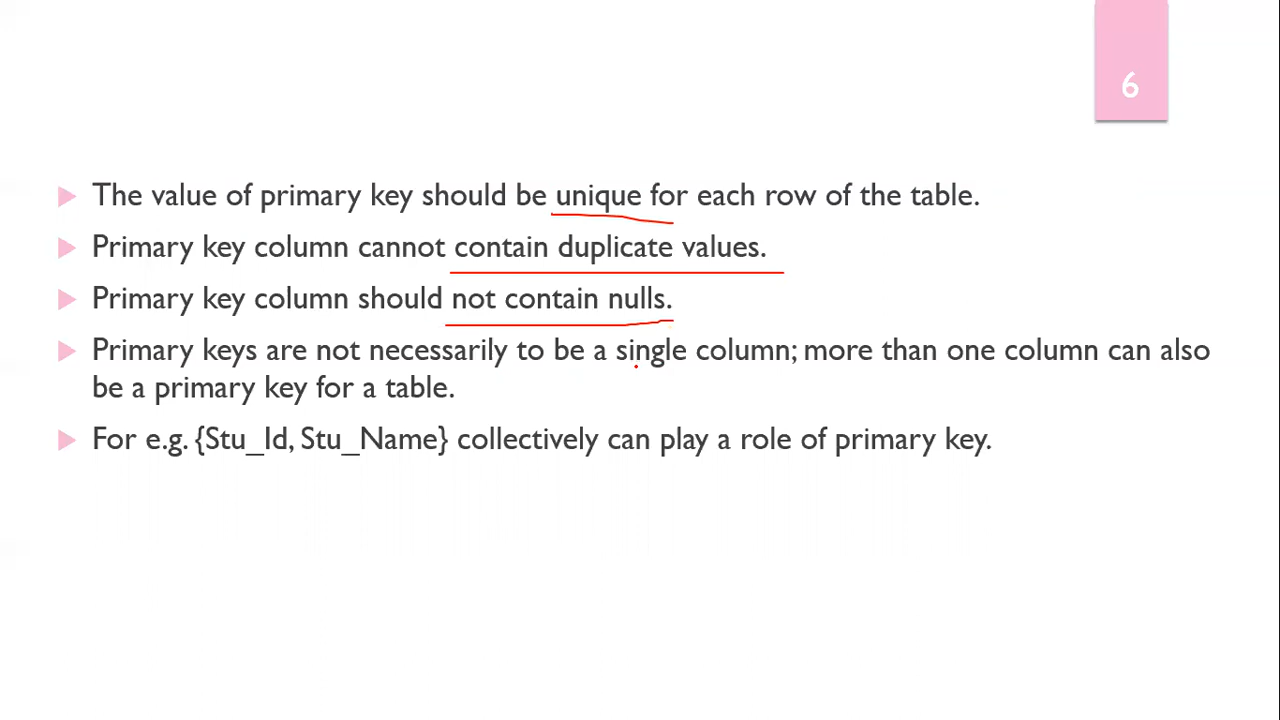 6
The value of primary key should be unique for each row of the table.
Primary key column cannot contain duplicate values.
Primary key column should not contain nulls.
Primary keys are not necessarily to be a single column; more than one column can also
be a primary key for a table.
For e.g. {Stu_Id, Stu_Name} collectively can play a role of primary key.